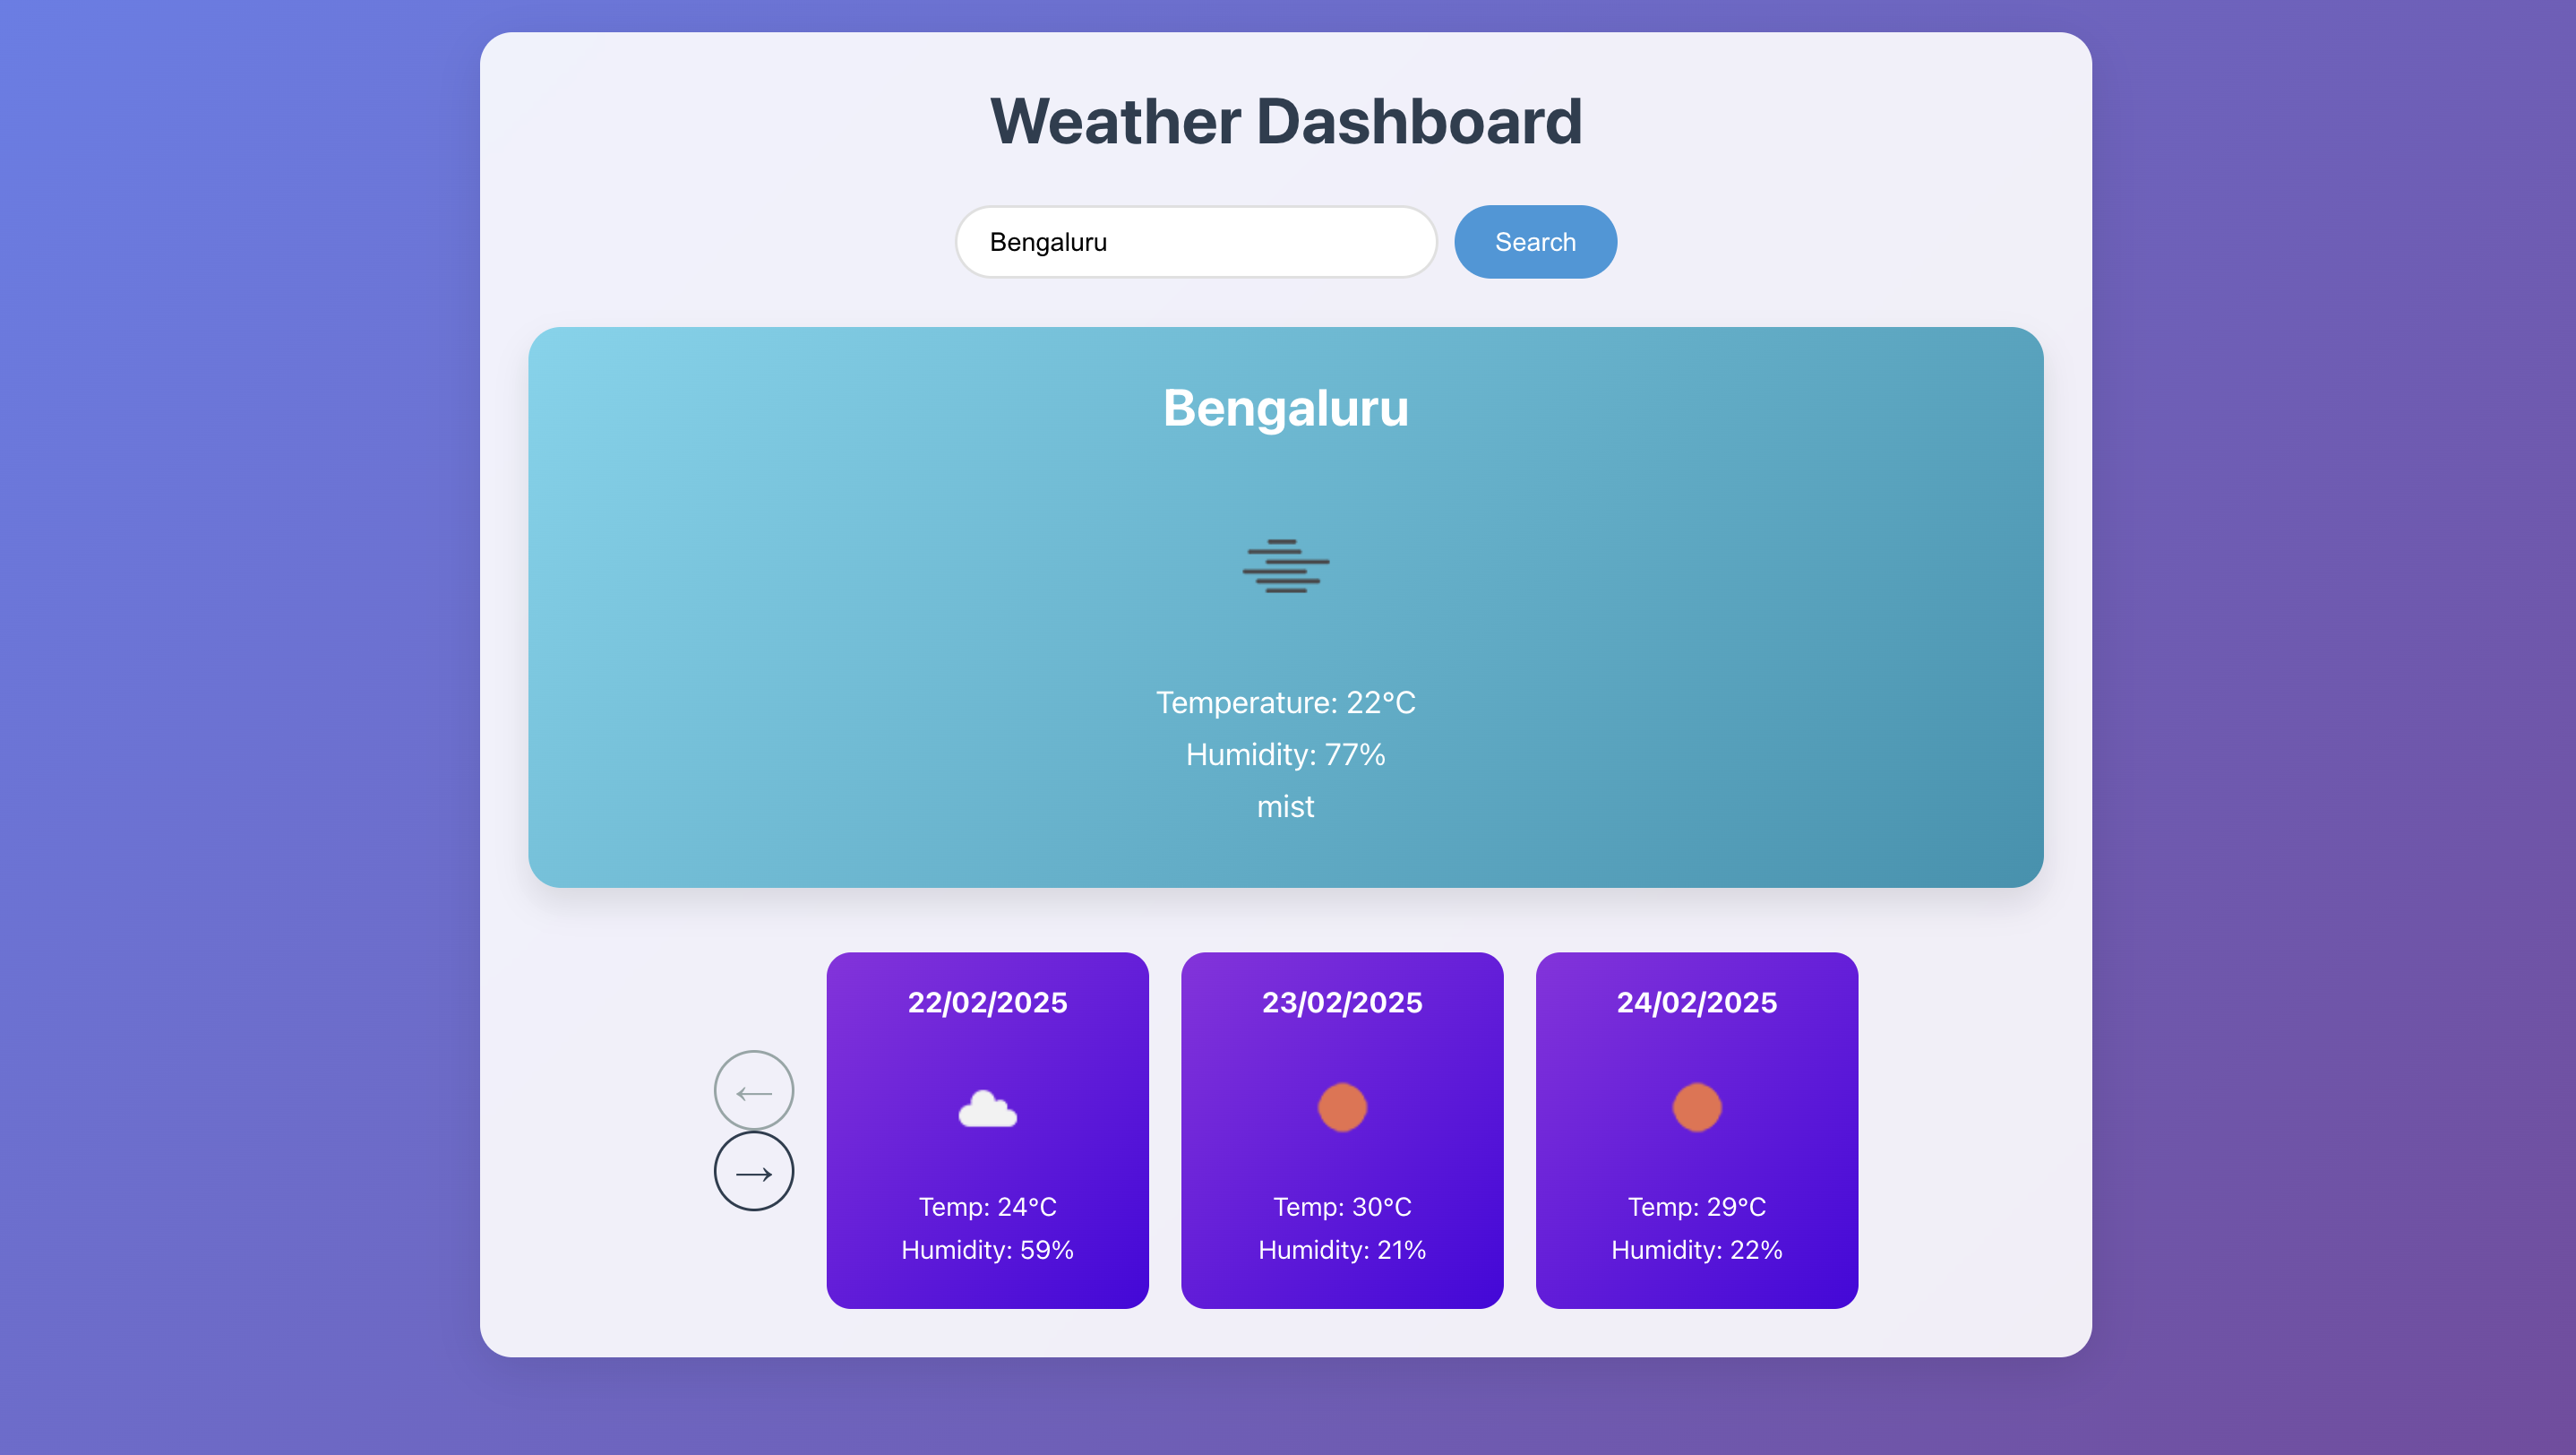 Weather Dashboard
Bengaluru
Search
Bengaluru
Temperature: 22°C
Humidity: 77%
mist
←
→
22/02/2025
Temp: 24°C
Humidity: 59%
23/02/2025
Temp: 30°C
Humidity: 21%
24/02/2025
Temp: 29°C
Humidity: 22%